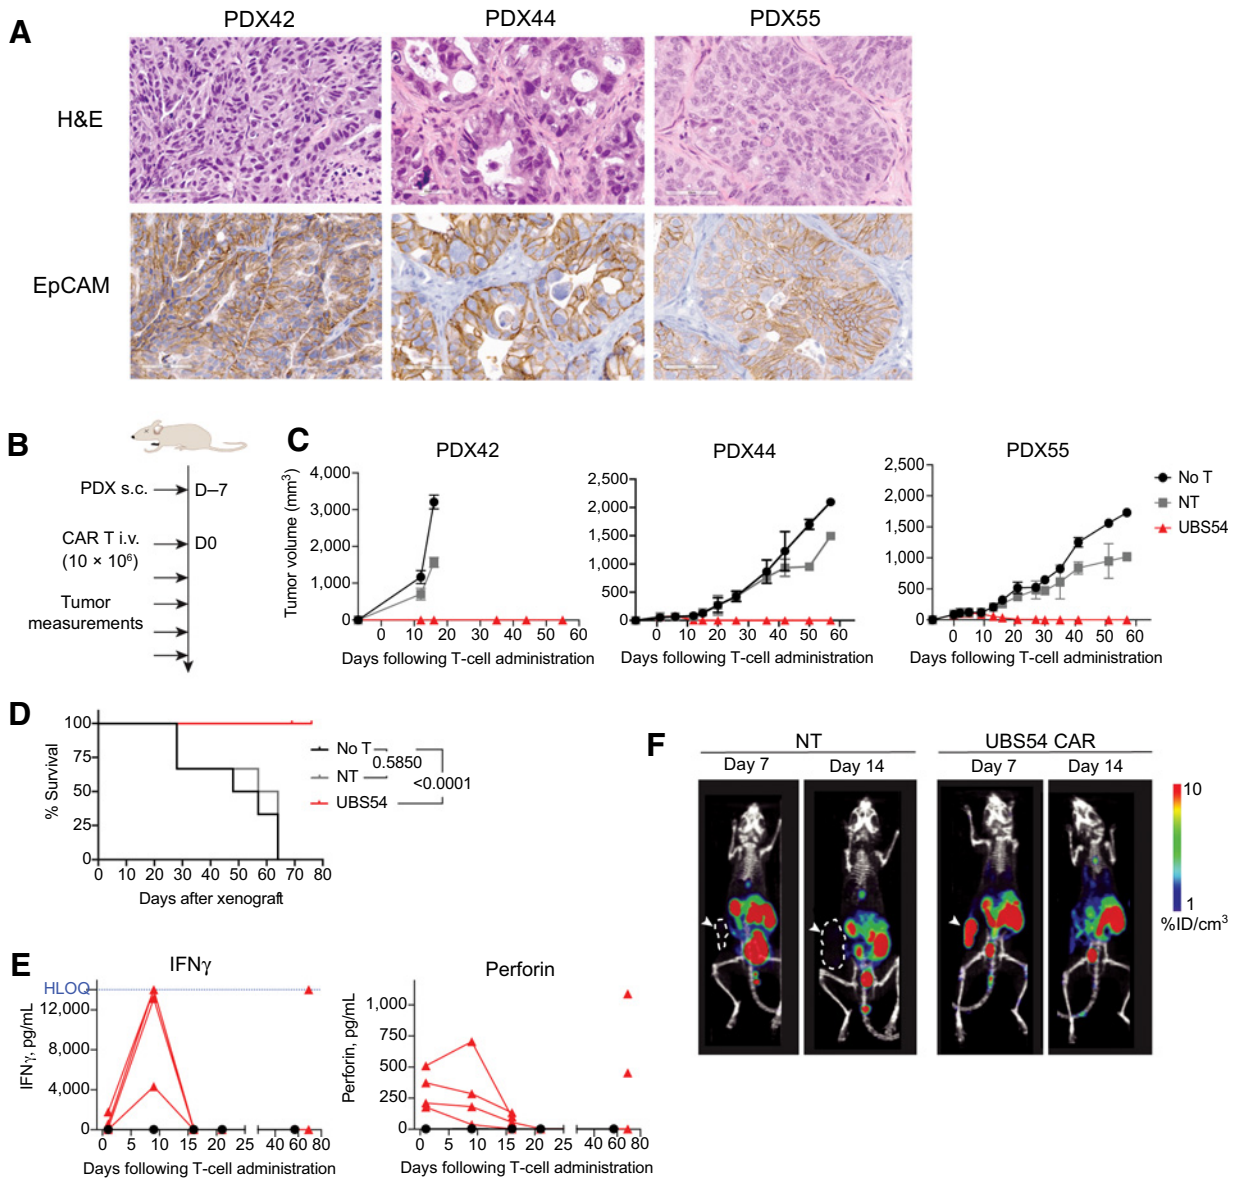 A
PDX42
PDX44
PDX55
H&E
EpCAM
B
PDX s.c.
D–7
CAR T i.v.
(10 × 10⁶)
D0
Tumor
measurements
C
PDX42
PDX44
PDX55
Tumor volume (mm³)
4,000
3,000
2,000
1,000
0
0 10 20 30 40 50 60
Days following T-cell administration
2,500
2,000
1,500
1,000
500
0
0 10 20 30 40 50 60
Days following T-cell administration
2,500
2,000
1,500
1,000
500
0
0 10 20 30 40 50 60
Days following T-cell administration
No T
NT
UBS54
D
% Survival
100
75
50
25
0
0 10 20 30 40 50 60 70 80
Days after xenograft
No T
NT
UBS54
0.5850
<0.0001
E
IFNγ
HLOQ
IFNγ, pg/mL
12,000
8,000
4,000
0
0 5 10 15 20 25 40 60 80
Days following T-cell administration
Perforin
Perforin, pg/mL
1,000
750
500
250
0
0 5 10 15 20 25 40 60 80
Days following T-cell administration
F
NT
UBS54 CAR
Day 7
Day 14
Day 7
Day 14
10
1
%ID/cm³